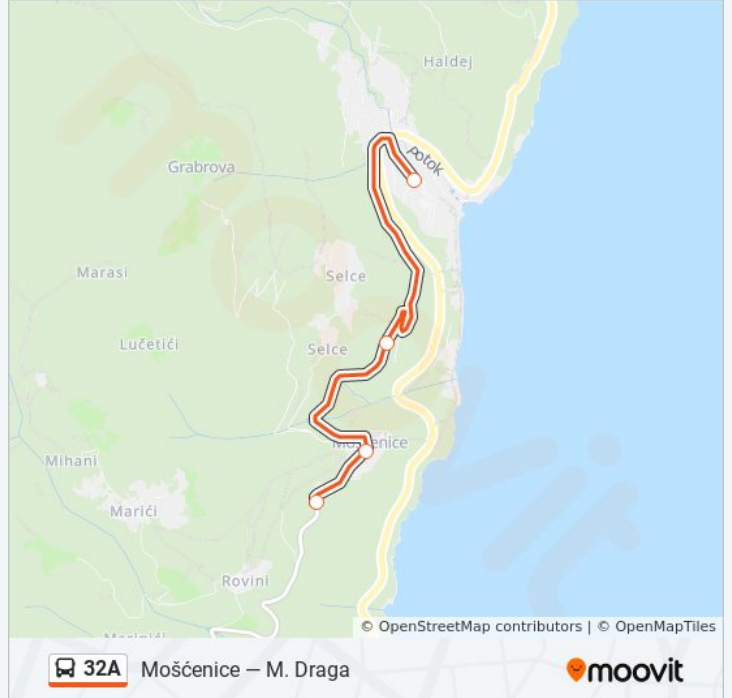 Haldej
potok
Grabrova
Marasi
Selce
Lučetići
Selce
Mošćenice
Mihani
Marići
Rovini
© OpenStreetMap contributors | © OpenMapTiles
32A Mošćenice – M. Draga
moovit